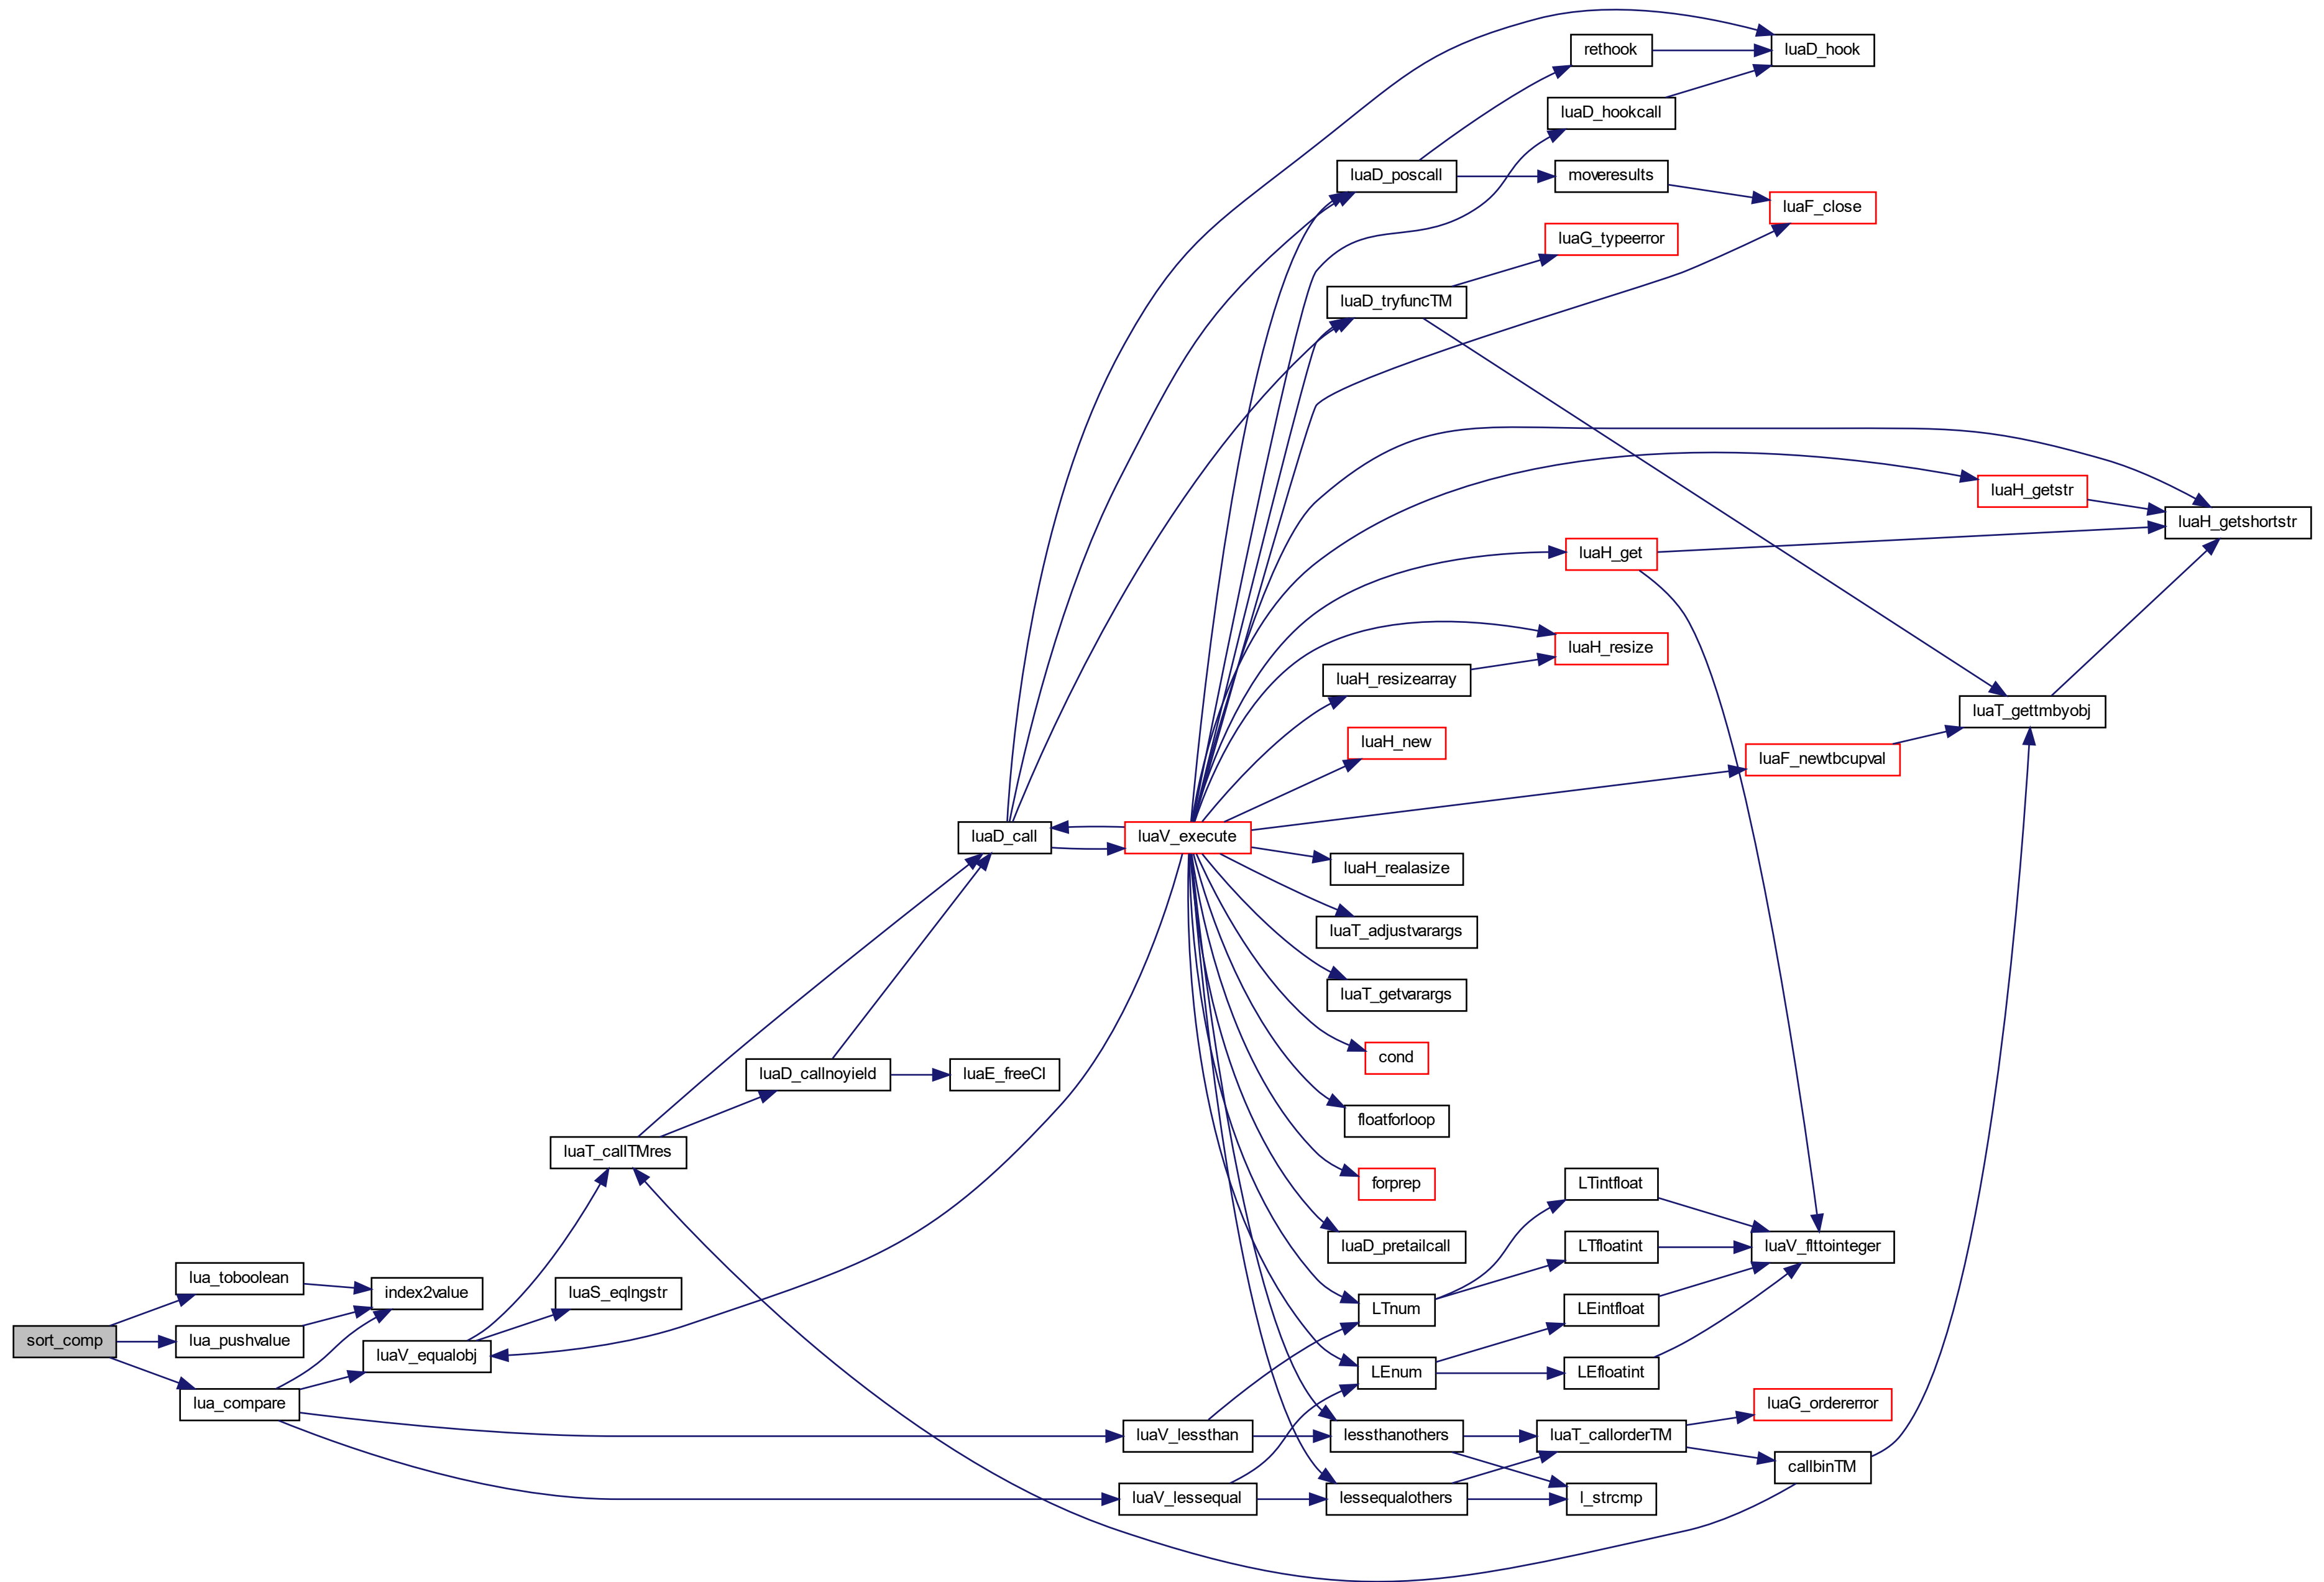 rethook
luaD_hook
luaD_hookcall
luaD_poscall
moveresults
luaF_close
luaG_typeerror
luaD_tryfuncTM
luaH_getstr
luaH_getshortstr
luaH_get
luaH_resize
luaH_resizearray
luaT_gettmbyobj
luaH_new
luaF_newtbcupval
luaD_call
luaV_execute
luaH_realasize
luaT_adjustvarargs
luaT_getvarargs
cond
luaD_callnoyield
luaE_freeCI
floatforloop
luaT_callTMres
forprep
LTintfloat
luaD_pretailcall
LTfloatint
luaV_flttointeger
lua_toboolean
index2value
luaS_eqlngstr
LTnum
LEintfloat
sort_comp
lua_pushvalue
luaV_equalobj
LEnum
LEfloatint
lua_compare
luaG_ordererror
luaV_lessthan
lessthanothers
luaT_callorderTM
callbinTM
luaV_lessequal
lessequalothers
l_strcmp